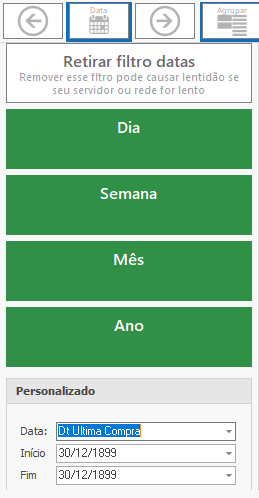 Data
Agrupar
Retirar filtro datas
Remover esse filtro pode causar lentidão se
seu servidor ou rede for lento
Dia
Semana
Mês
Ano
Personalizado
Data: Dt Ultima Compra
Início 30/12/1899
Fim 30/12/1899